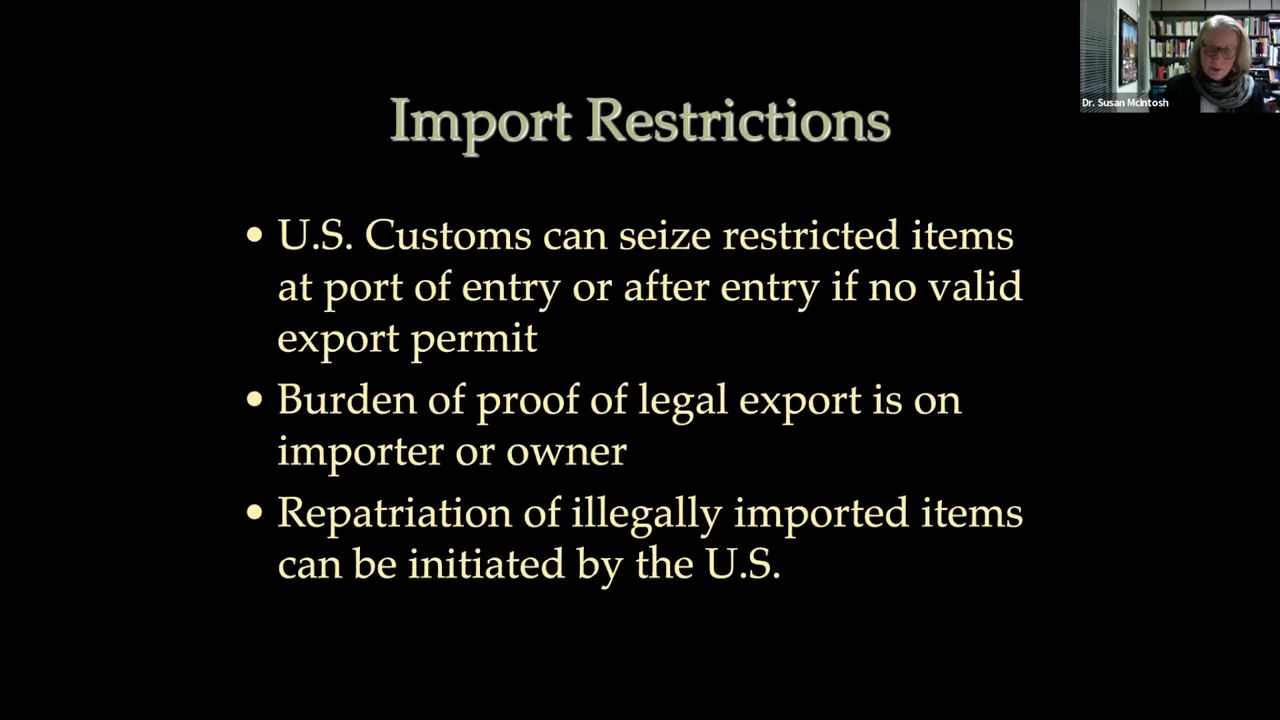 Dr. Susan McIntosh
Import Restrictions
• U.S. Customs can seize restricted items
at port of entry or after entry if no valid
export permit
• Burden of proof of legal export is on
importer or owner
• Repatriation of illegally imported items
can be initiated by the U.S.